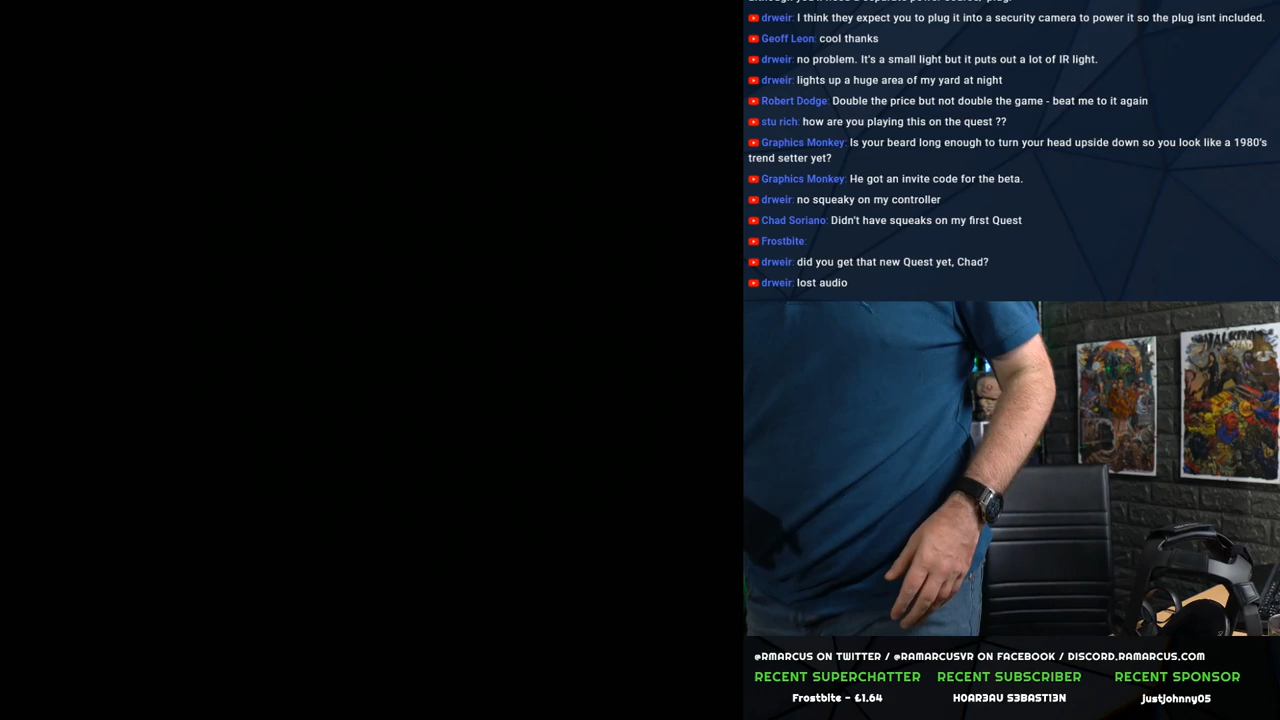 drweir: I think they expect you to plug it into a security camera to power it so the plug isnt included.
Geoff Leon: cool thanks
drweir: no problem. It's a small light but it puts out a lot of IR light.
drweir: lights up a huge area of my yard at night
Robert Dodge: Double the price but not double the game - beat me to it again
stu rich: how are you playing this on the quest ??
Graphics Monkey: Is your beard long enough to turn your head upside down so you look like a 1980's
trend setter yet?
Graphics Monkey: He got an invite code for the beta.
drweir: no squeaky on my controller
Chad Soriano: Didn't have squeaks on my first Quest
Frostbite:
drweir: did you get that new Quest yet, Chad?
drweir: lost audio
WALKING
DEAD
@RMARCUS ON TWITTER / @RAMARCUSVR ON FACEBOOK / DISCORD.RAMARCUS.COM
RECENT SUPERCHATTER RECENT SUBSCRIBER RECENT SPONSOR
Frostbite - £1.64 H0AR3AU S3BAST13N justjohnny05